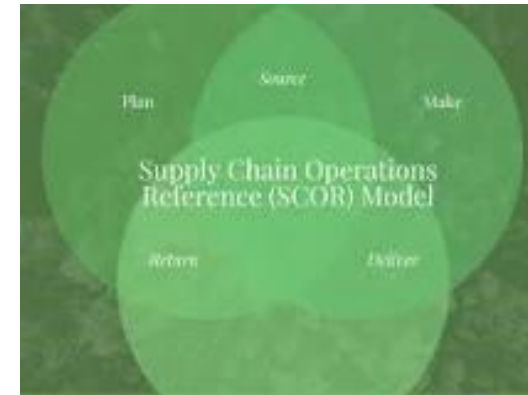 Source
Plan
Make
Supply Chain Operations
Reference (SCOR) Model
Return
Deliver